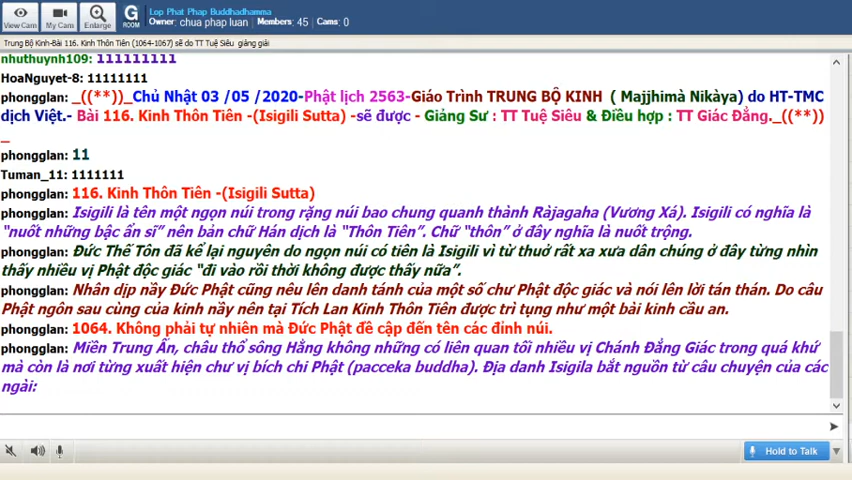 Lop Phat Phap Buddhadhamma
Owner: chua phap luan Members: 45 Cams: 0
View Cam My Cam Enlarge G ROOM
Trung Bộ Kinh-Bài 116. Kinh Thôn Tiên (1064-1067) sẽ do TT Tuệ Siêu giảng giải
nhuthuynh109: 111111111
HoaNguyet-8: 11111111
phongglan: _((**))_Chủ Nhật 03 /05 /2020-Phật lịch 2563-Giáo Trình TRUNG BỘ KINH ( Majjhimà Nikàya) do HT-TMC
dịch Việt.- Bài 116. Kinh Thôn Tiên -(Isigili Sutta) -sẽ được - Giảng Sư : TT Tuệ Siêu & Điều hợp : TT Giác Đẳng._((**))
_
phongglan: 11
Tuman_11: 1111111
phongglan: 116. Kinh Thôn Tiên -(Isigili Sutta)
phongglan: Isigili là tên một ngọn núi trong rặng núi bao chung quanh thành Ràjagaha (Vương Xá). Isigili có nghĩa là
“nuốt những bậc ẩn sĩ” nên bản chữ Hán dịch là “Thôn Tiên”. Chữ “thôn” ở đây nghĩa là nuốt trộng.
phongglan: Đức Thế Tôn đã kể lại nguyên do ngọn núi có tiên là Isigili vì từ thuở rất xa xưa dân chúng ở đây từng nhìn
thấy nhiều vị Phật độc giác “đi vào rồi thời không được thấy nữa”.
phongglan: Nhân dịp nầy Đức Phật cũng nêu lên danh tánh của một số chư Phật độc giác và nói lên lời tán thán. Do câu
Phật ngôn sau cùng của kinh nầy nên tại Tích Lan Kinh Thôn Tiên được trì tụng như một bài kinh cầu an.
phongglan: 1064. Không phải tự nhiên mà Đức Phật đề cập đến tên các đỉnh núi.
phongglan: Miền Trung Ấn, châu thổ sông Hằng không những có liên quan tối nhiều vị Chánh Đẳng Giác trong quá khứ
mà còn là nơi từng xuất hiện chư vị bích chi Phật (pacceka buddha). Địa danh Isigila bắt nguồn từ câu chuyện của các
ngài:
Hold to Talk